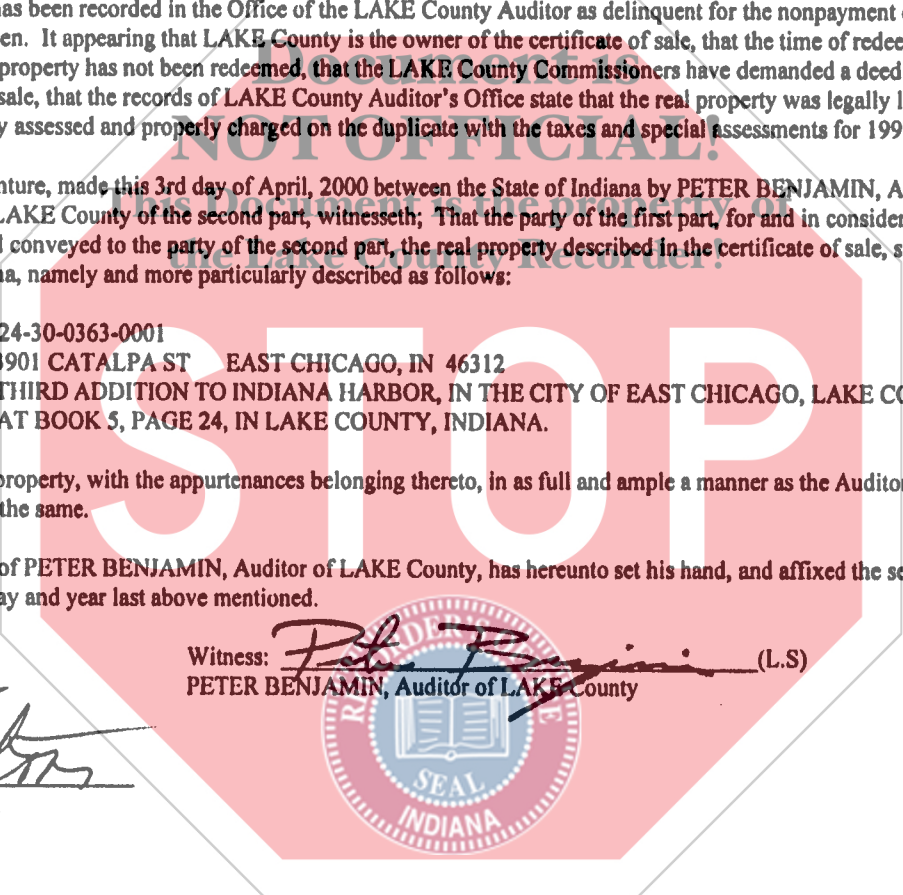 has been recorded in the Office of the LAKE County Auditor as delinquent for the nonpayment
en. It appearing that LAKE County is the owner of the certificate of sale, that the time of redee
property has not been redeemed, that the LAKE County Commissioners have demanded a deed
Document is
sale, that the records of LAKE County Auditor's Office state that the real property was legally l
y assessed and properly charged on the duplicate with the taxes and special assessments for 199
NOT OFFICIAL!
nture, made this 3rd day of April, 2000 between the State of Indiana by PETER BENJAMIN, A
This Document is the property of
LAKE County of the second part, witnesseth; That the party of the first part, for and in consider
d conveyed to the party of the second part, the real property described in the certificate of sale, s
the Lake County Recorder!
na, namely and more particularly described as follows:
24-30-0363-0001
3901 CATALPA ST EAST CHICAGO, IN 46312
THIRD ADDITION TO INDIANA HARBOR, IN THE CITY OF EAST CHICAGO, LAKE CO
AT BOOK 5, PAGE 24, IN LAKE COUNTY, INDIANA.
STOP
property, with the appurtenances belonging thereto, in as full and ample a manner as the Auditor
the same.
of PETER BENJAMIN, Auditor of LAKE County, has hereunto set his hand, and affixed the se
ay and year last above mentioned.
Witness: Peter Benjamin (L.S)
PETER BENJAMIN, Auditor of LAKE County
SEAL
INDIANA